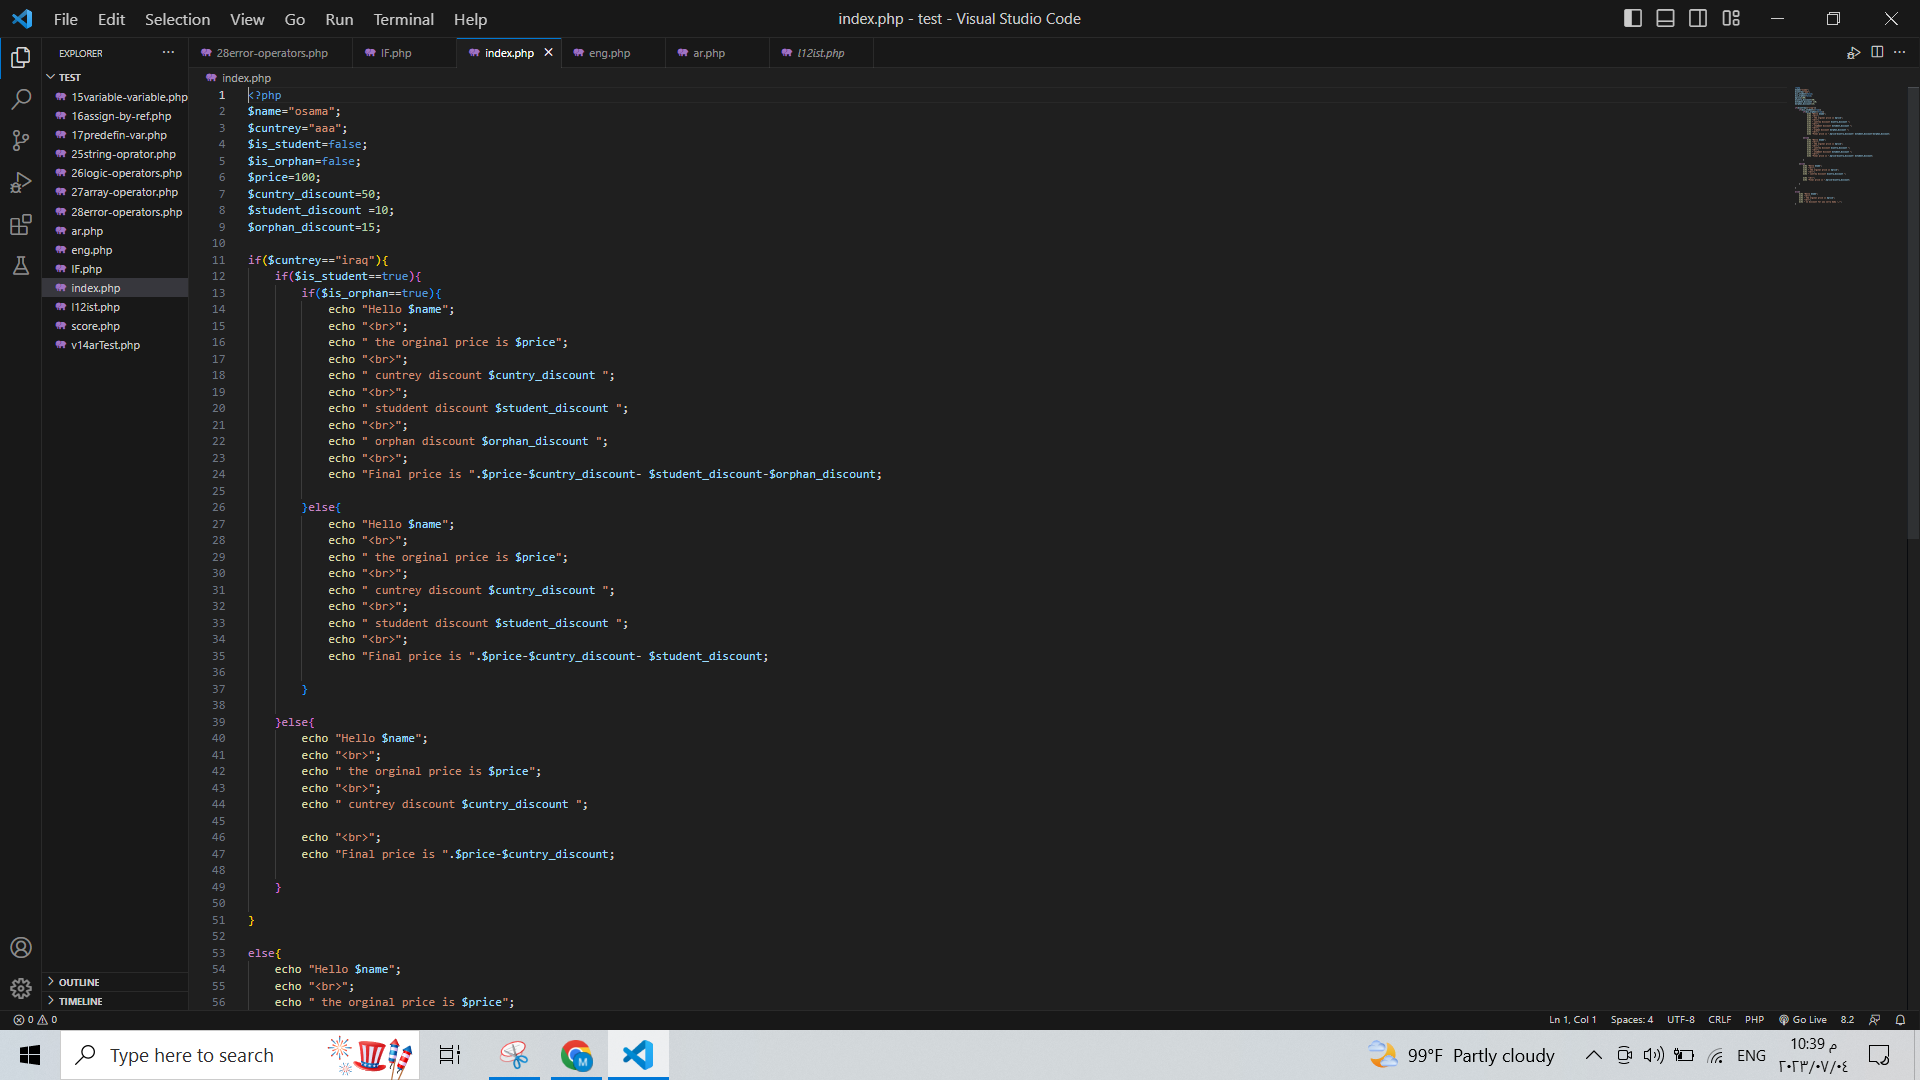 File Edit Selection View Go Run Terminal Help
index.php - test - Visual Studio Code
EXPLORER ···
TEST
15variable-variable.php
16assign-by-ref.php
17predefin-var.php
25string-oprator.php
26logic-operators.php
27array-operator.php
28error-operators.php
ar.php
eng.php
IF.php
index.php
l12ist.php
score.php
v14arTest.php
OUTLINE
TIMELINE
28error-operators.php IF.php index.php eng.php ar.php l12ist.php
index.php
1 <?php
2 $name="osama";
3 $cuntrey="aaa";
4 $is_student=false;
5 $is_orphan=false;
6 $price=100;
7 $cuntry_discount=50;
8 $student_discount =10;
9 $orphan_discount=15;
10
11 if($cuntrey=="iraq"){
12 if($is_student==true){
13 if($is_orphan==true){
14 echo "Hello $name";
15 echo "<br>";
16 echo " the orginal price is $price";
17 echo "<br>";
18 echo " cuntrey discount $cuntry_discount ";
19 echo "<br>";
20 echo " studdent discount $student_discount ";
21 echo "<br>";
22 echo " orphan discount $orphan_discount ";
23 echo "<br>";
24 echo "Final price is ".$price-$cuntry_discount- $student_discount-$orphan_discount;
25
26 }else{
27 echo "Hello $name";
28 echo "<br>";
29 echo " the orginal price is $price";
30 echo "<br>";
31 echo " cuntrey discount $cuntry_discount ";
32 echo "<br>";
33 echo " studdent discount $student_discount ";
34 echo "<br>";
35 echo "Final price is ".$price-$cuntry_discount- $student_discount;
36
37 }
38
39 }else{
40 echo "Hello $name";
41 echo "<br>";
42 echo " the orginal price is $price";
43 echo "<br>";
44 echo " cuntrey discount $cuntry_discount ";
45
46 echo "<br>";
47 echo "Final price is ".$price-$cuntry_discount;
48
49 }
50
51 }
52
53 else{
54 echo "Hello $name";
55 echo "<br>";
56 echo " the orginal price is $price";
0 0 Ln 1, Col 1 Spaces: 4 UTF-8 CRLF PHP Go Live 8.2
Type here to search
M
99°F Partly cloudy
ENG
10:39 م
٢٠٢٣/٠٧/٠٤